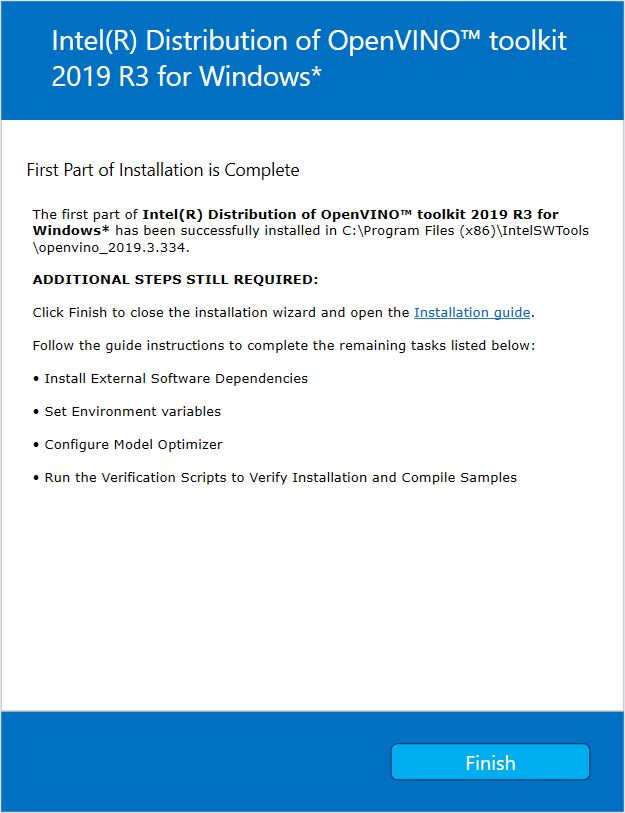 Intel(R) Distribution of OpenVINO™ toolkit
2019 R3 for Windows*
First Part of Installation is Complete
The first part of Intel(R) Distribution of OpenVINO™ toolkit 2019 R3 for
Windows* has been successfully installed in C:\Program Files (x86)\IntelSWTools
\openvino_2019.3.334.
ADDITIONAL STEPS STILL REQUIRED:
Click Finish to close the installation wizard and open the Installation guide.
Follow the guide instructions to complete the remaining tasks listed below:
• Install External Software Dependencies
• Set Environment variables
• Configure Model Optimizer
• Run the Verification Scripts to Verify Installation and Compile Samples
Finish